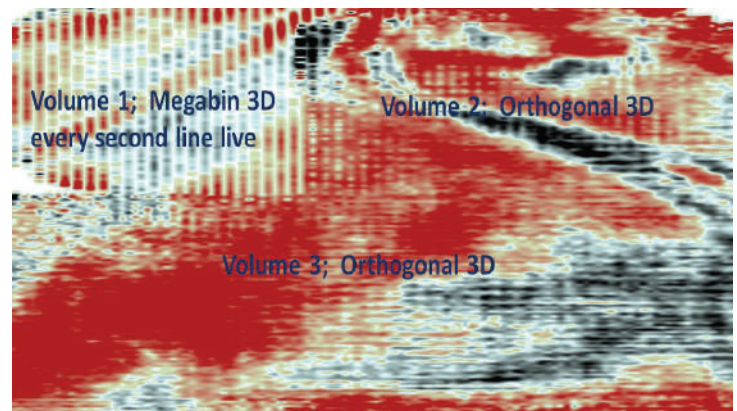 Volume 1; Megabin 3D
every second line live
Volume 2; Orthogonal 3D
Volume 3; Orthogonal 3D